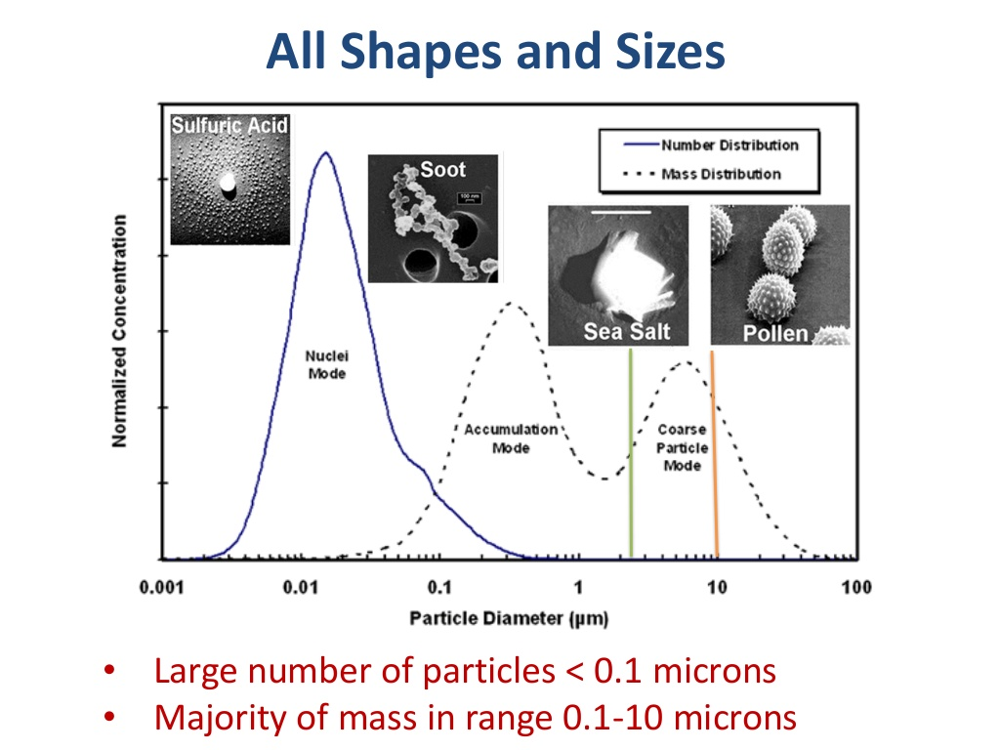 All Shapes and Sizes
Sulfuric Acid
Soot
100 nm
Number Distribution
Mass Distribution
Sea Salt
Pollen
Normalized Concentration
Nuclei
Mode
Accumulation
Mode
Coarse
Particle
Mode
0.001 0.01 0.1 1 10 100
Particle Diameter (µm)
• Large number of particles < 0.1 microns
• Majority of mass in range 0.1-10 microns